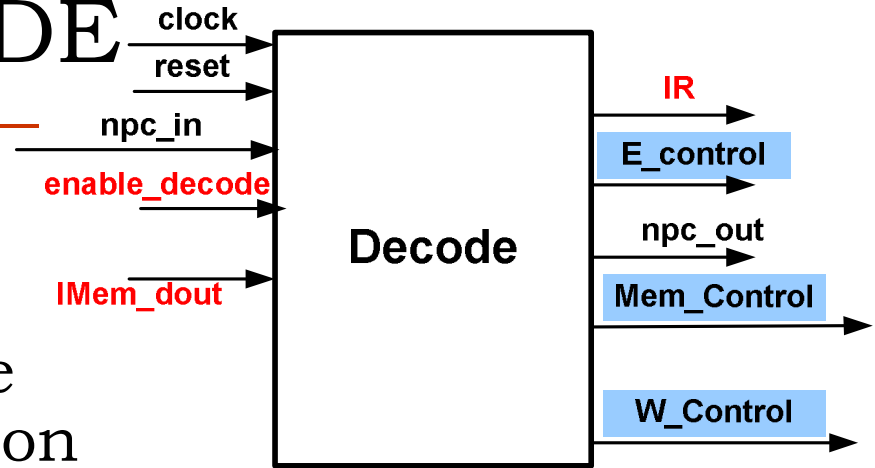 DE
clock
reset
npc_in
enable_decode
IMem_dout
Decode
IR
E_control
npc_out
Mem_Control
W_Control
e
on